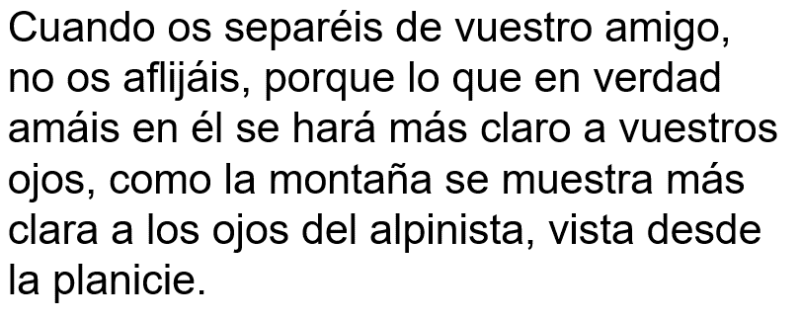 Cuando os separéis de vuestro amigo,
no os aflijáis, porque lo que en verdad
amáis en él se hará más claro a vuestros
ojos, como la montaña se muestra más
clara a los ojos del alpinista, vista desde
la planicie.